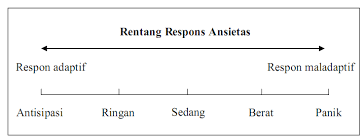 Rentang Respons Ansietas
Respon adaptif Respon maladaptif
Antisipasi Ringan Sedang Berat Panik